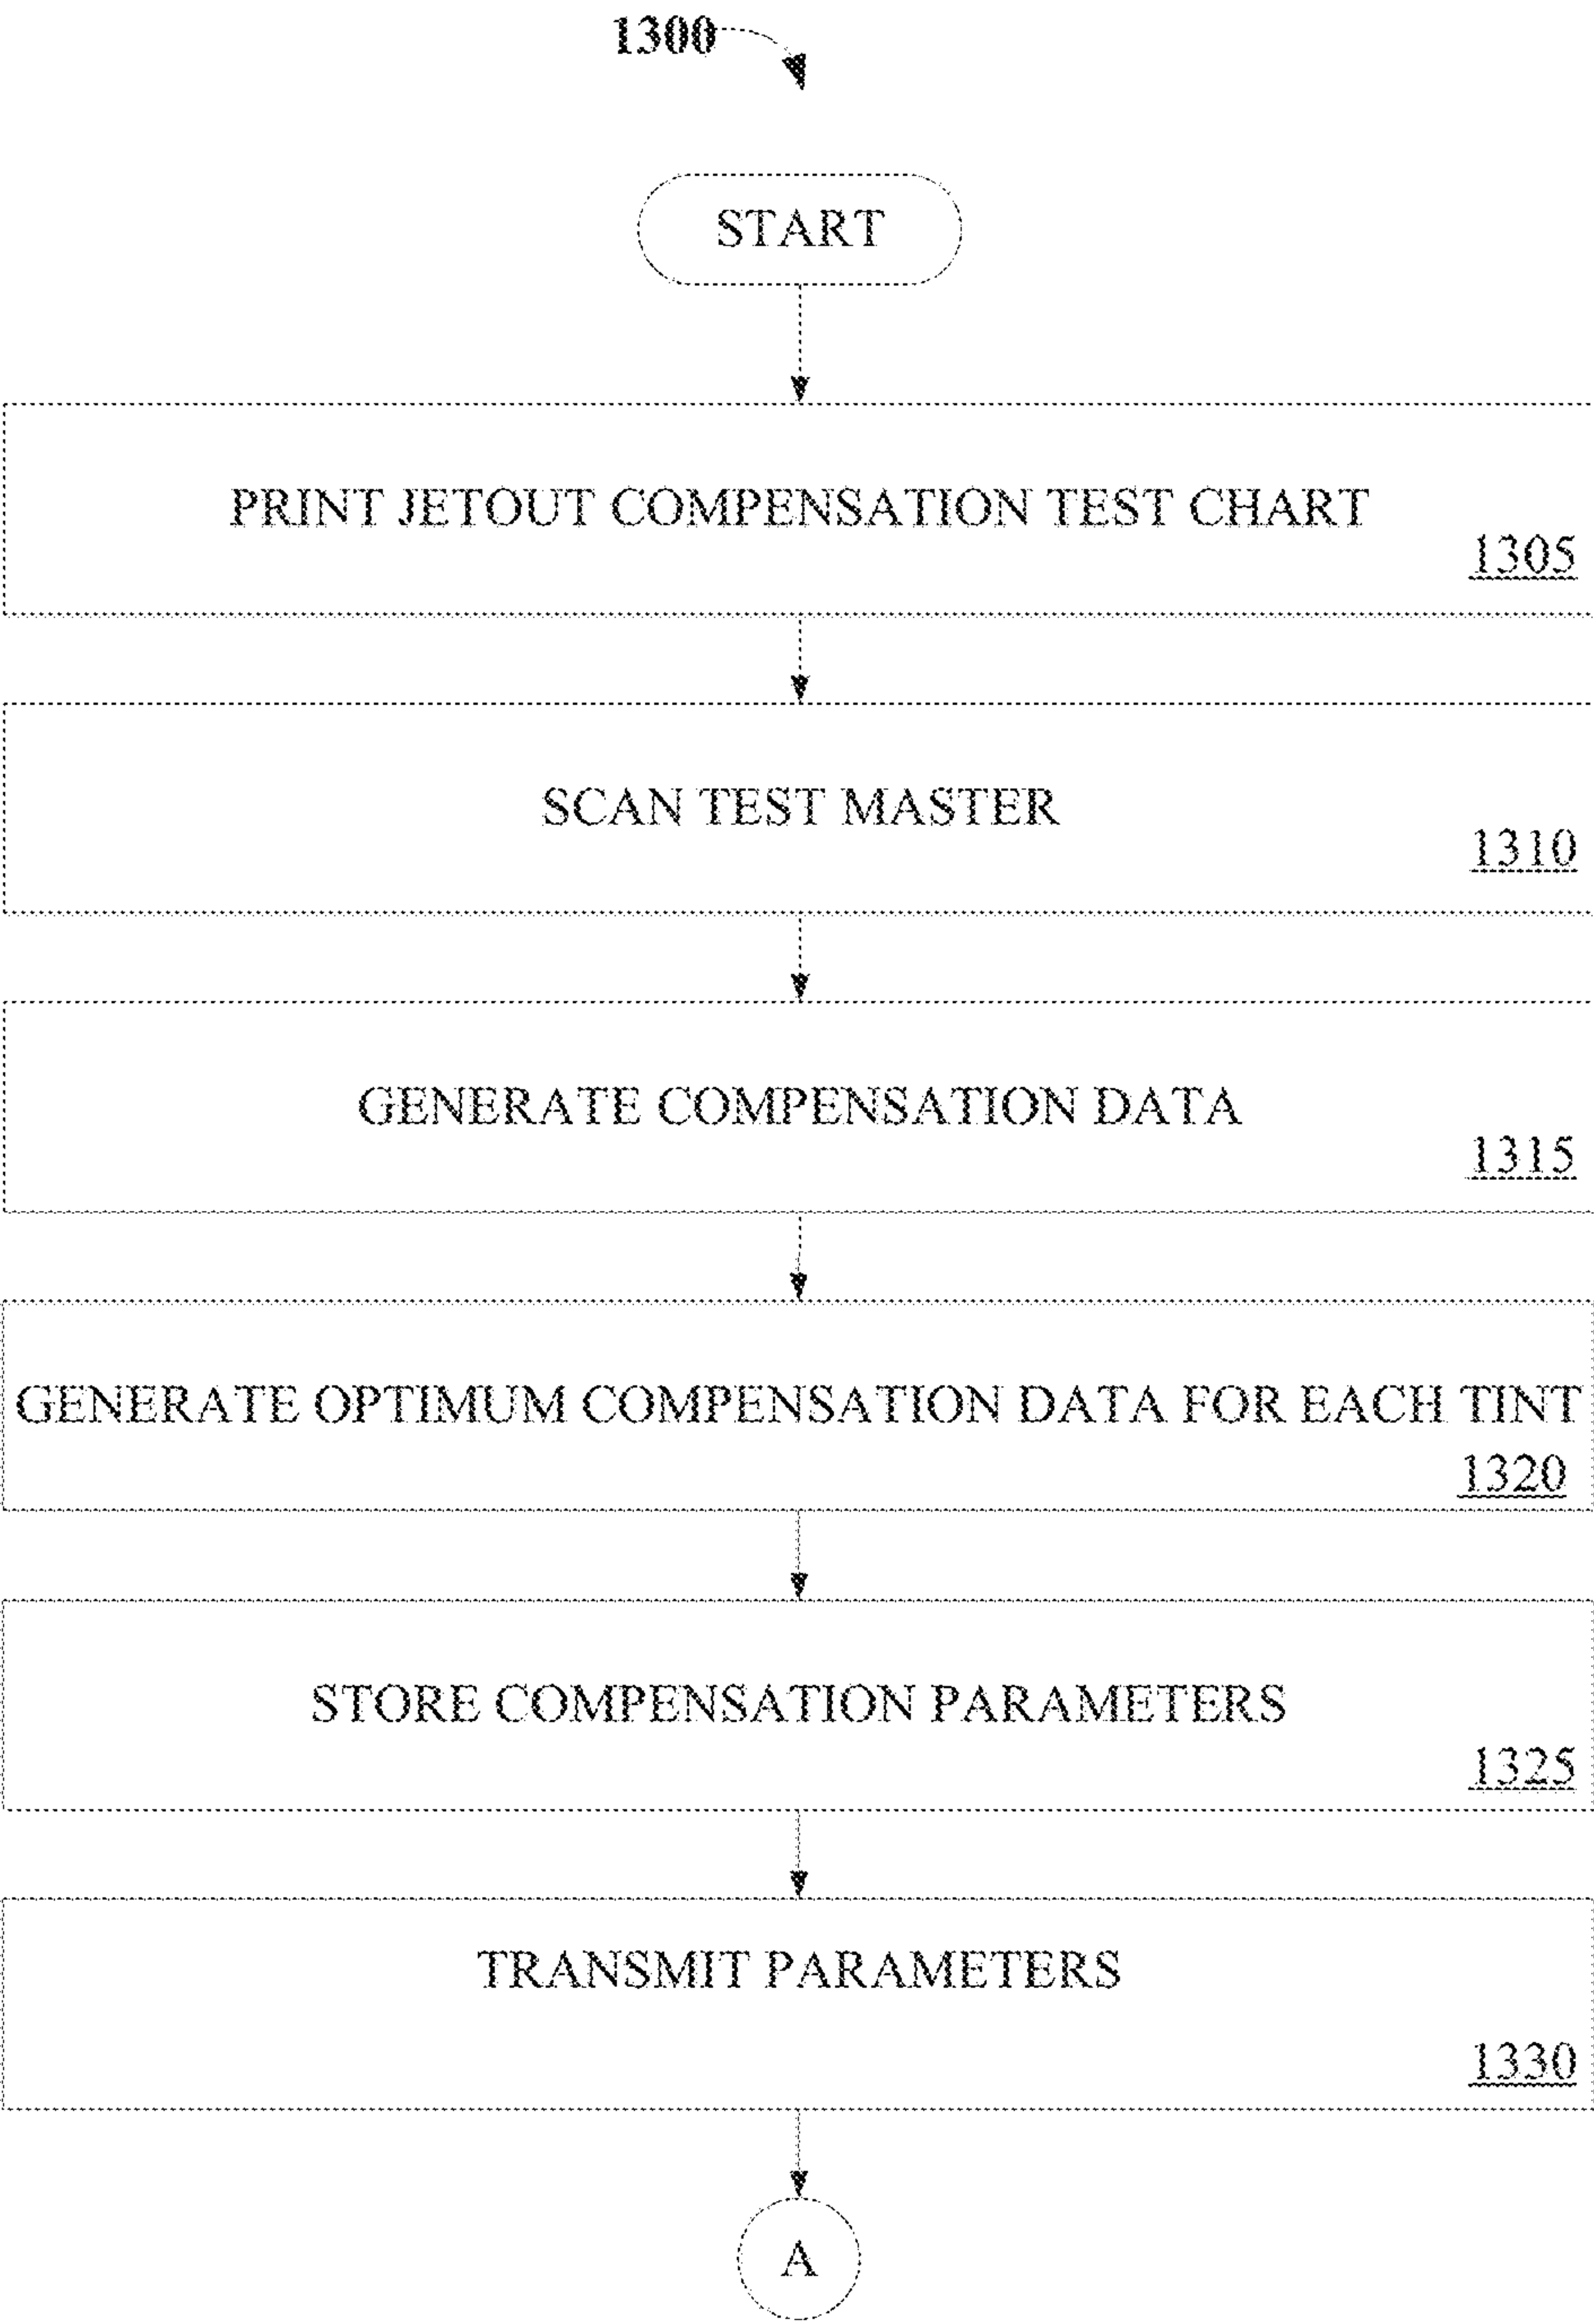 1300
START
PRINT JETOUT COMPENSATION TEST CHART
1305
SCAN TEST MASTER
1310
GENERATE COMPENSATION DATA
1315
GENERATE OPTIMUM COMPENSATION DATA FOR EACH TINT
1320
STORE COMPENSATION PARAMETERS
1325
TRANSMIT PARAMETERS
1330
A